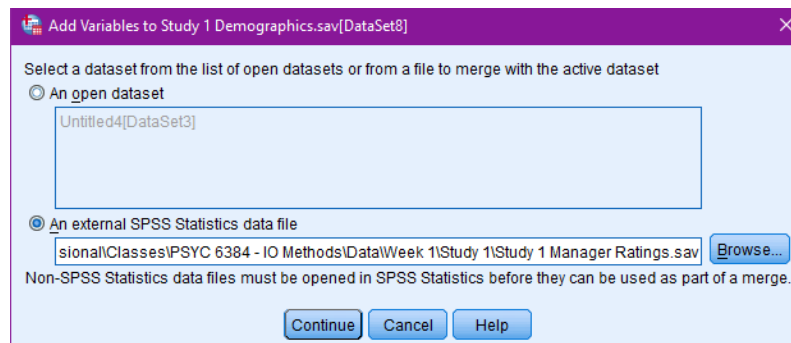 Add Variables to Study 1 Demographics.sav[DataSet8]
Select a dataset from the list of open datasets or from a file to merge with the active dataset
An open dataset
Untitled4[DataSet3]
An external SPSS Statistics data file
sional\Classes\PSYC 6384 - IO Methods\Data\Week 1\Study 1\Study 1 Manager Ratings.sav Browse...
Non-SPSS Statistics data files must be opened in SPSS Statistics before they can be used as part of a merge.
Continue Cancel Help